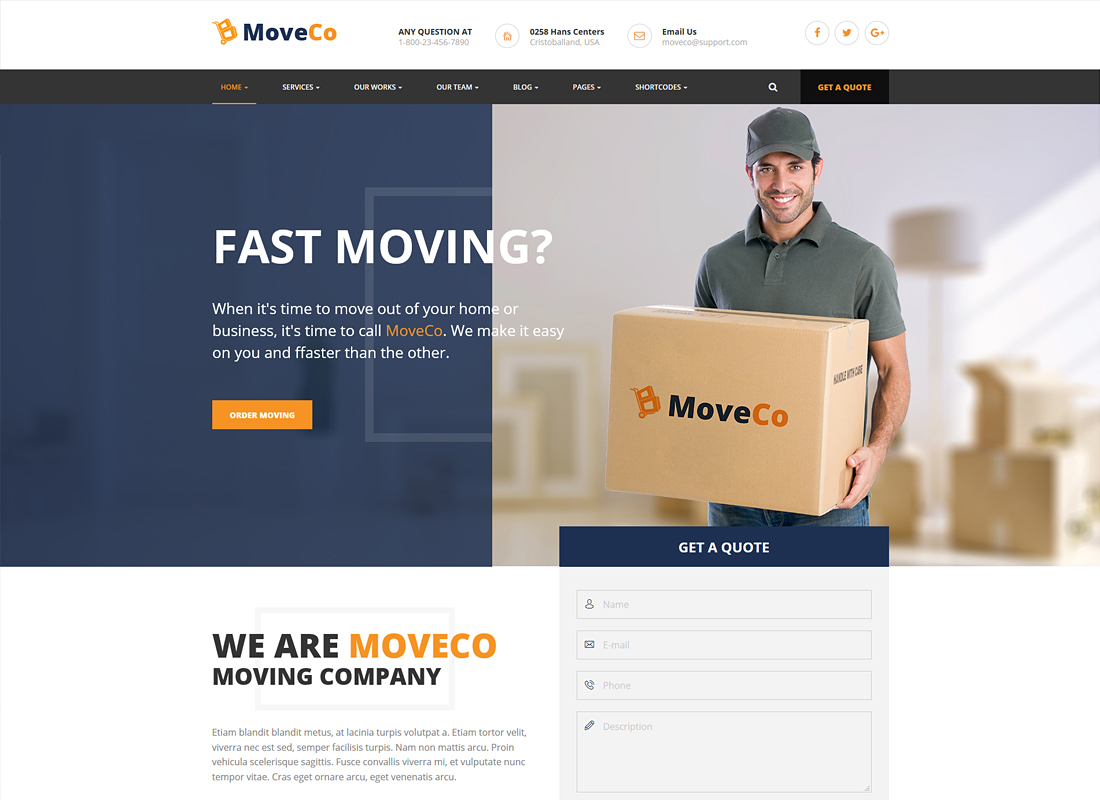 MoveCo
ANY QUESTION AT
1-800-23-456-7890
0258 Hans Centers
Cristoballand, USA
Email Us
moveco@support.com
HOME
SERVICES
OUR WORKS
OUR TEAM
BLOG
PAGES
SHORTCODES
GET A QUOTE
FAST MOVING?
When it's time to move out of your home or
business, it's time to call MoveCo. We make it easy
on you and ffaster than the other.
ORDER MOVING
HANDLE WITH CARE
MoveCo
GET A QUOTE
Name
E-mail
Phone
Description
WE ARE MOVECO
MOVING COMPANY
Etiam blandit blandit metus, at lacinia turpis volutpat a. Etiam tortor velit,
viverra nec est sed, semper facilisis turpis. Nam non mattis arcu. Proin
vehicula scelerisque sagittis. Fusce convallis viverra mi, et vulputate nunc
tempor vitae. Cras eget ornare arcu, eget venenatis arcu.